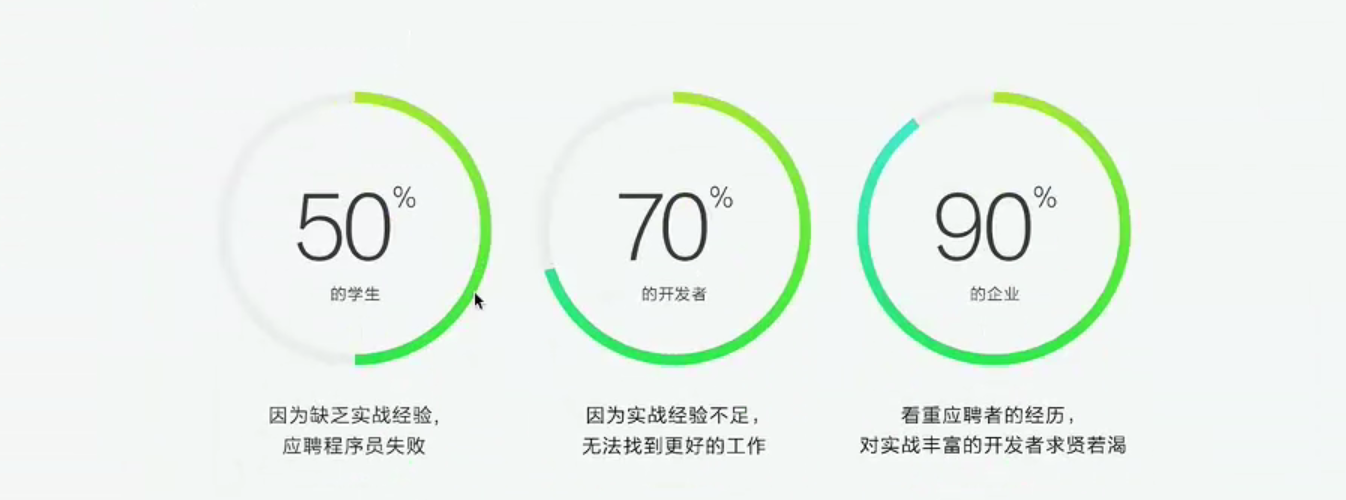 50%
的学生
因为缺乏实战经验，
应聘程序员失败
70%
的开发者
因为实战经验不足，
无法找到更好的工作
90%
的企业
看重应聘者的经历，
对实战丰富的开发者求贤若渴